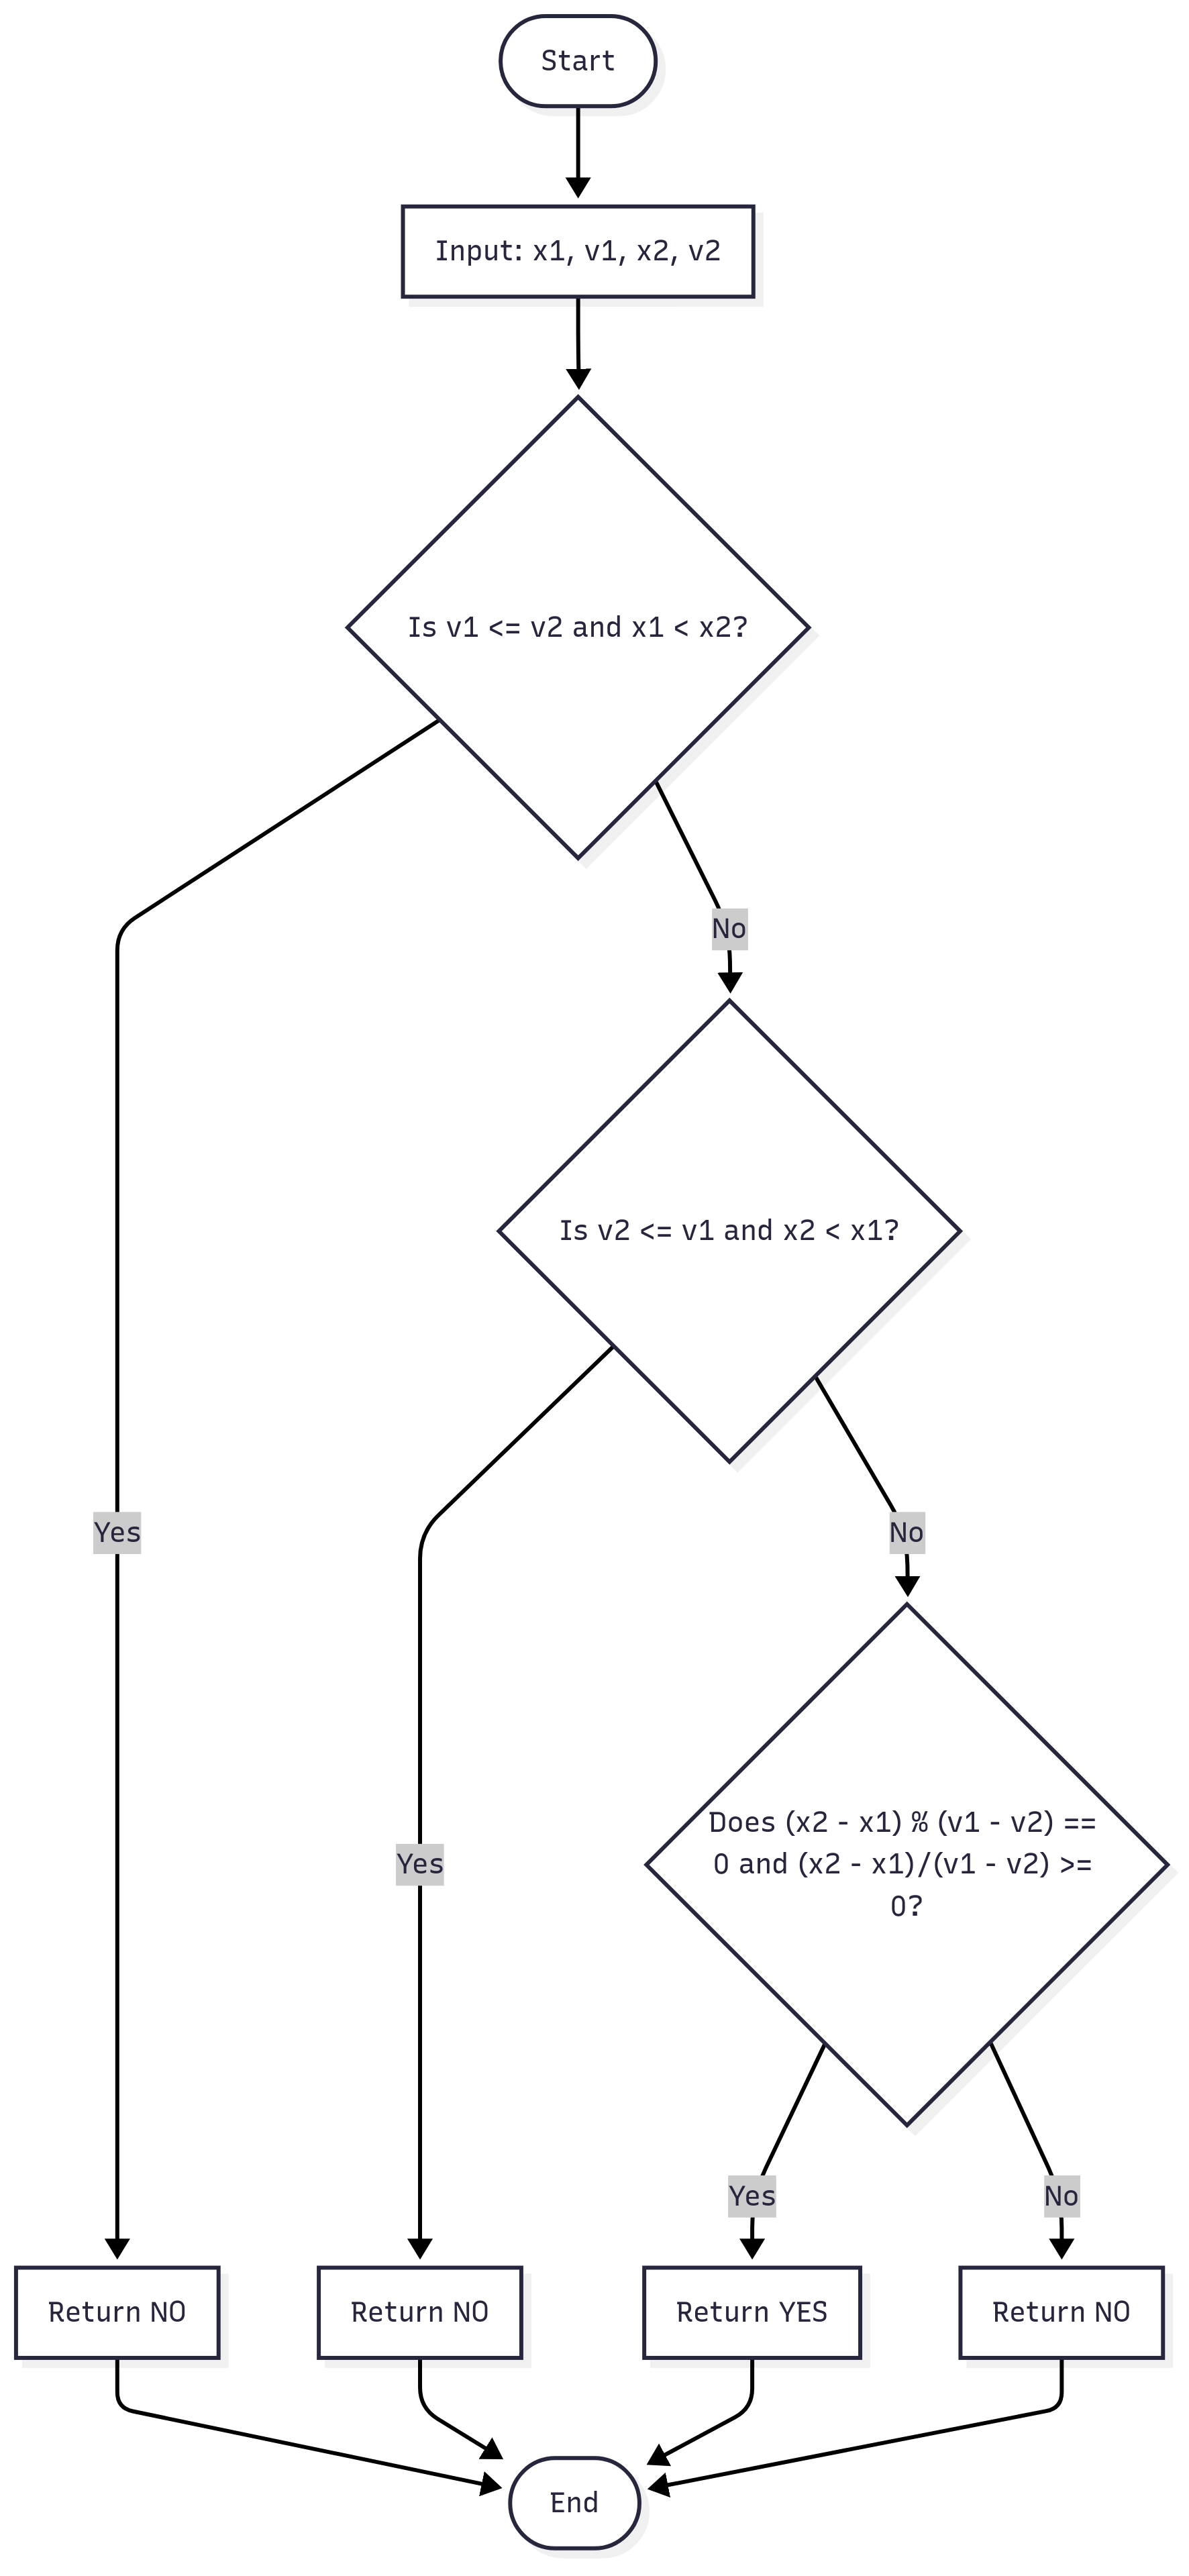 Start
Input: x1, v1, x2, v2
Is v1 <= v2 and x1 < x2?
No
Is v2 <= v1 and x2 < x1?
Yes
No
Does (x2 - x1) % (v1 - v2) ==
0 and (x2 - x1)/(v1 - v2) >=
0?
Yes
Yes
No
Return NO
Return NO
Return YES
Return NO
End